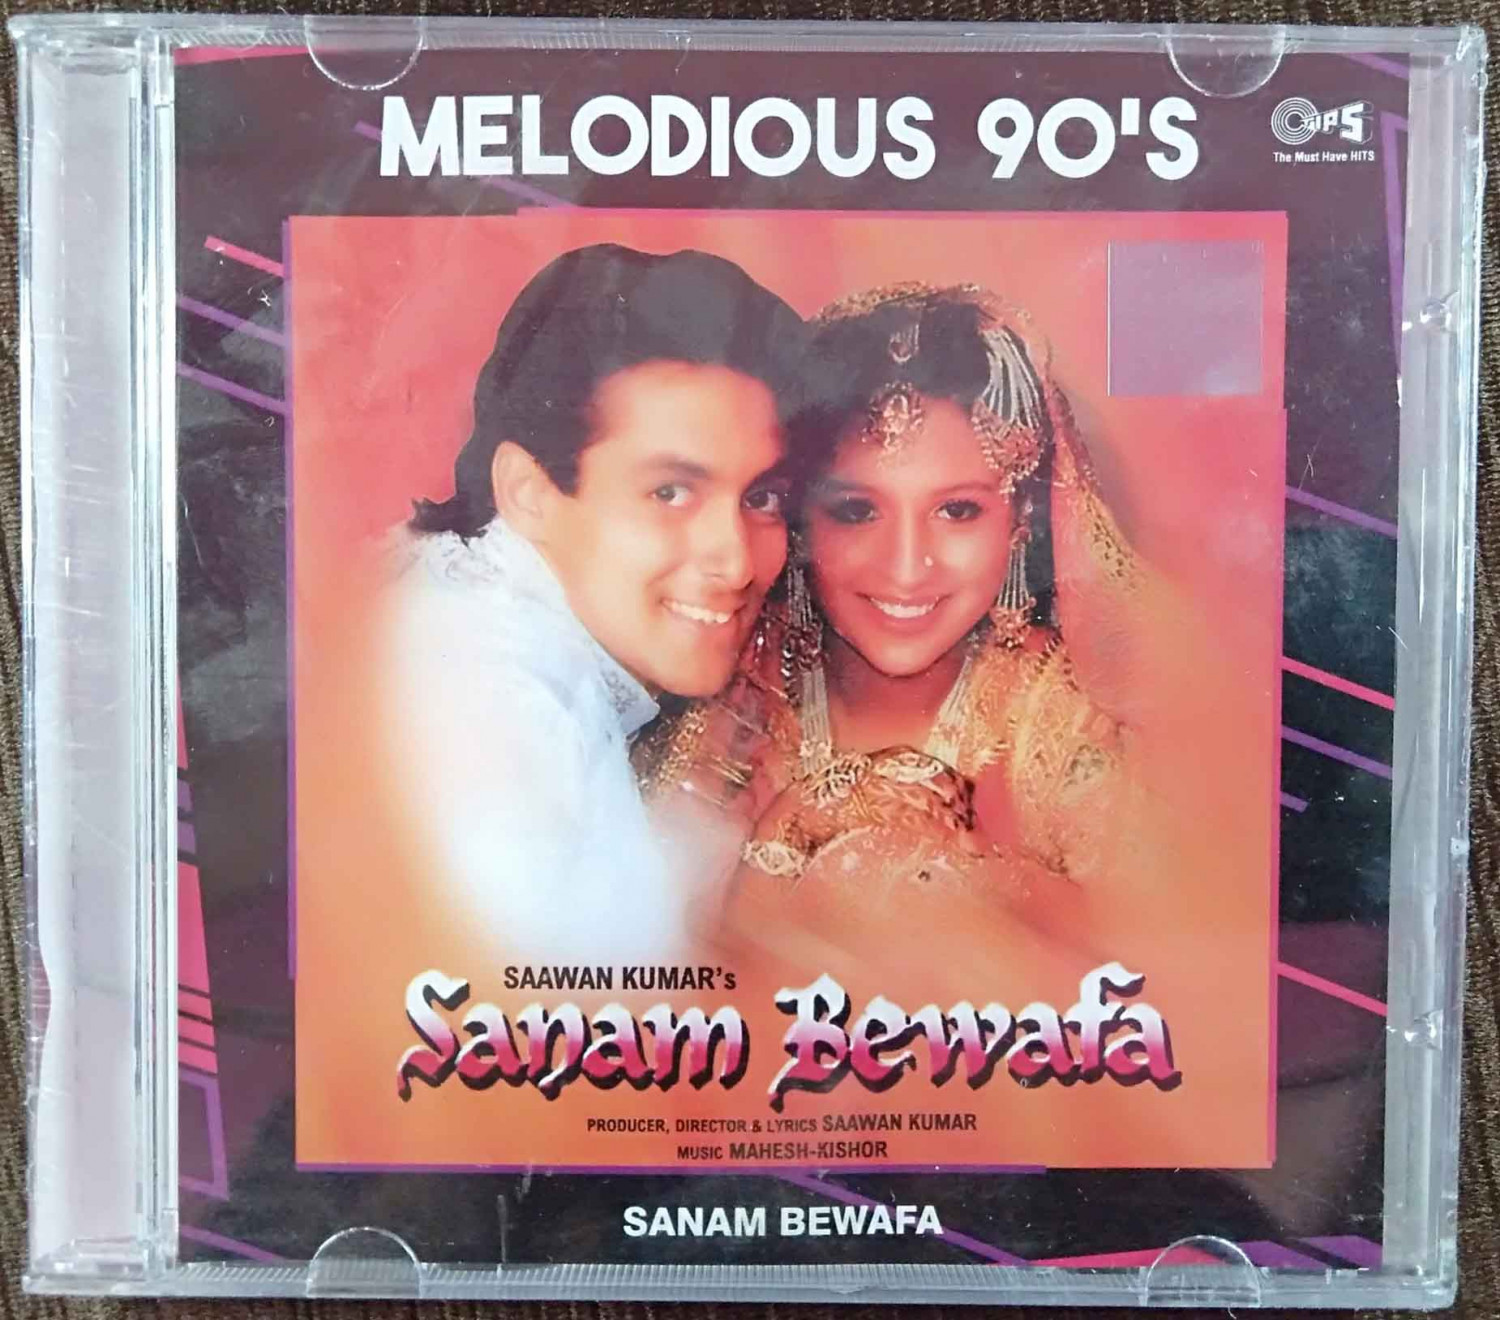 MELODIOUS 90'S
TIPS
The Must Have HITS
SAAWAN KUMAR's
Sanam Bewafa
PRODUCER, DIRECTOR & LYRICS SAAWAN KUMAR
MUSIC MAHESH-KISHOR
SANAM BEWAFA